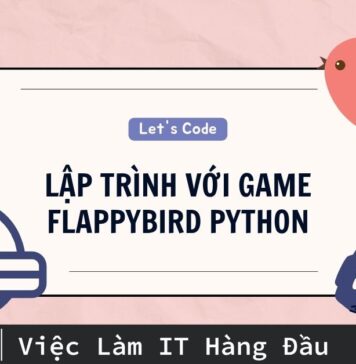 Let's Code
LẬP TRÌNH VỚI GAME
FLAPPYBIRD PYTHON
Việc Làm IT Hàng Đầu